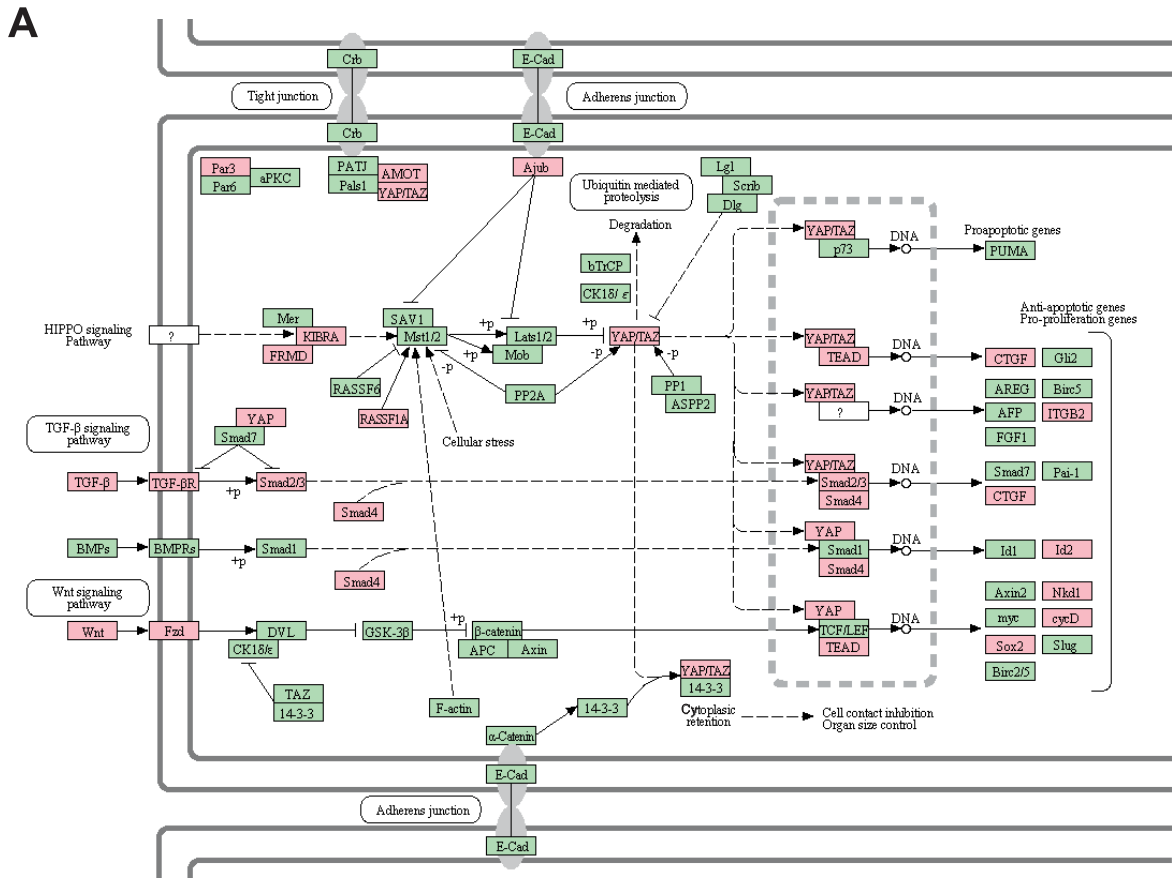 A
Crb
E-Cad
Tight junction
Adherens junction
Crb
E-Cad
Par3
Par6
aPKC
PATJ
Pals1
AMOT
YAP/TAZ
Ajub
Ubiquitin mediated
proteolysis
Lgl
Scrib
Dlg
Degradation
bTrCP
CK1δ/ ε
YAP/TAZ
p73
DNA
Proapoptotic genes
PUMA
Anti-apoptotic genes
Pro-proliferation genes
HIPPO signaling
Pathway
?
Mer
KIBRA
FRMD
SAV1
Mst1/2
+p
+p
-p
Lats1/2
Mob
+p
-p
YAP/TAZ
-p
RASSF6
RASSF1A
PP2A
PP1
ASPP2
Cellular stress
YAP/TAZ
TEAD
DNA
CTGF
Gli2
YAP/TAZ
?
DNA
AREG
Birc5
AFP
ITGB2
FGF1
TGF-β signaling
pathway
YAP
Smad7
TGF-β
TGF-βR
+p
Smad2/3
Smad4
YAP/TAZ
Smad2/3
Smad4
DNA
Smad7
Pai-1
CTGF
BMPs
BMPRs
+p
Smad1
Smad4
YAP
Smad1
Smad4
DNA
Id1
Id2
Wnt signaling
pathway
Wnt
Fzd
DVL
CK1δ/ε
GSK-3β
+p
β-catenin
APC
Axin
YAP
TCF/LEF
TEAD
DNA
Axin2
Nkd1
myc
cycD
Sox2
Slug
Birc2/5
TAZ
14-3-3
F-actin
14-3-3
YAP/TAZ
14-3-3
Cytoplasic
retention
Cell contact inhibition
Organ size control
α-Catenin
E-Cad
Adherens junction
E-Cad